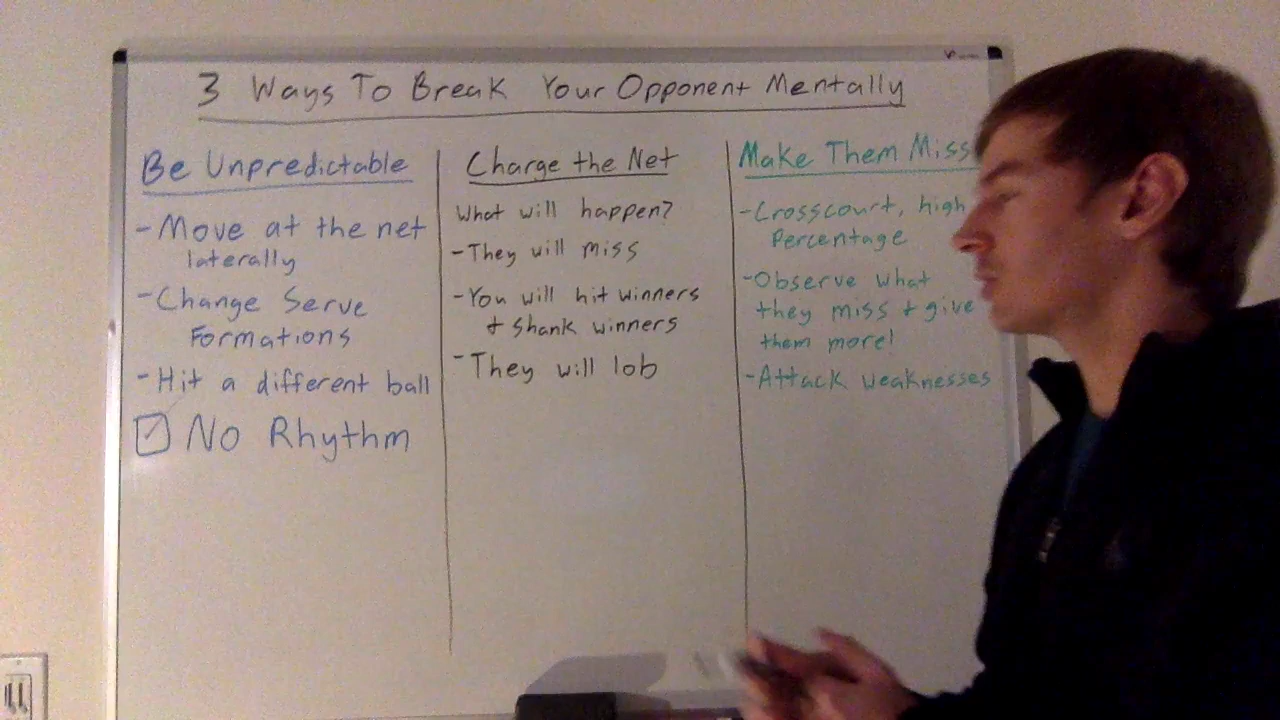 3 Ways To Break Your Opponent Mentally
Be Unpredictable
- Move at the net
laterally
- Change Serve
Formations
- Hit a different ball
☑ No Rhythm
Charge the Net
What will happen?
- They will miss
- You will hit winners
+ shank winners
- They will lob
Make Them Miss
- Crosscourt, high
Percentage
- Observe what
they miss + give
them more!
- Attack weaknesses